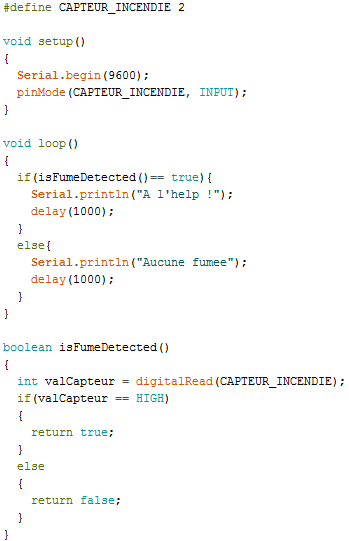 #define CAPTEUR_INCENDIE 2

void setup()
{
  Serial.begin(9600);
  pinMode(CAPTEUR_INCENDIE, INPUT);
}

void loop()
{
  if(isFumeDetected()== true){
    Serial.println("A l'help !");
    delay(1000);
  }
  else{
    Serial.println("Aucune fumee");
    delay(1000);
  }
}

boolean isFumeDetected()
{
  int valCapteur = digitalRead(CAPTEUR_INCENDIE);
  if(valCapteur == HIGH)
  {
    return true;
  }
  else
  {
    return false;
  }
}